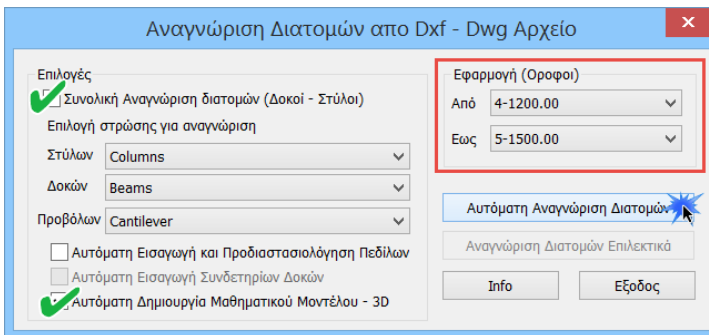 Αναγνώριση Διατομών απο Dxf - Dwg Αρχείο
x
Επιλογές
Συνολική Αναγνώριση διατομών (Δοκοί - Στύλοι)
Επιλογή στρώσης για αναγνώριση
Στύλων Columns
Δοκών Beams
Προβόλων Cantilever
Αυτόματη Εισαγωγή και Προδιαστασιολόγηση Πεδίλων
Αυτόματη Εισαγωγή Συνδετηρίων Δοκών
Αυτόματη Δημιουργία Μαθηματικού Μοντέλου - 3D
Εφαρμογή (Οροφοι)
Από 4-1200.00
Εως 5-1500.00
Αυτόματη Αναγνώριση Διατομών
Αναγνώριση Διατομών Επιλεκτικά
Info Εξοδος